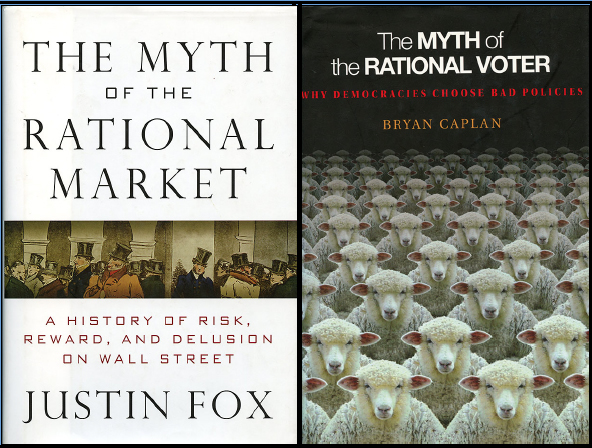 THE MYTH
OF THE
RATIONAL
MARKET
A HISTORY OF RISK,
REWARD, AND DELUSION
ON WALL STREET
JUSTIN FOX
The MYTH of
the RATIONAL VOTER
WHY DEMOCRACIES CHOOSE BAD POLICIES
BRYAN CAPLAN